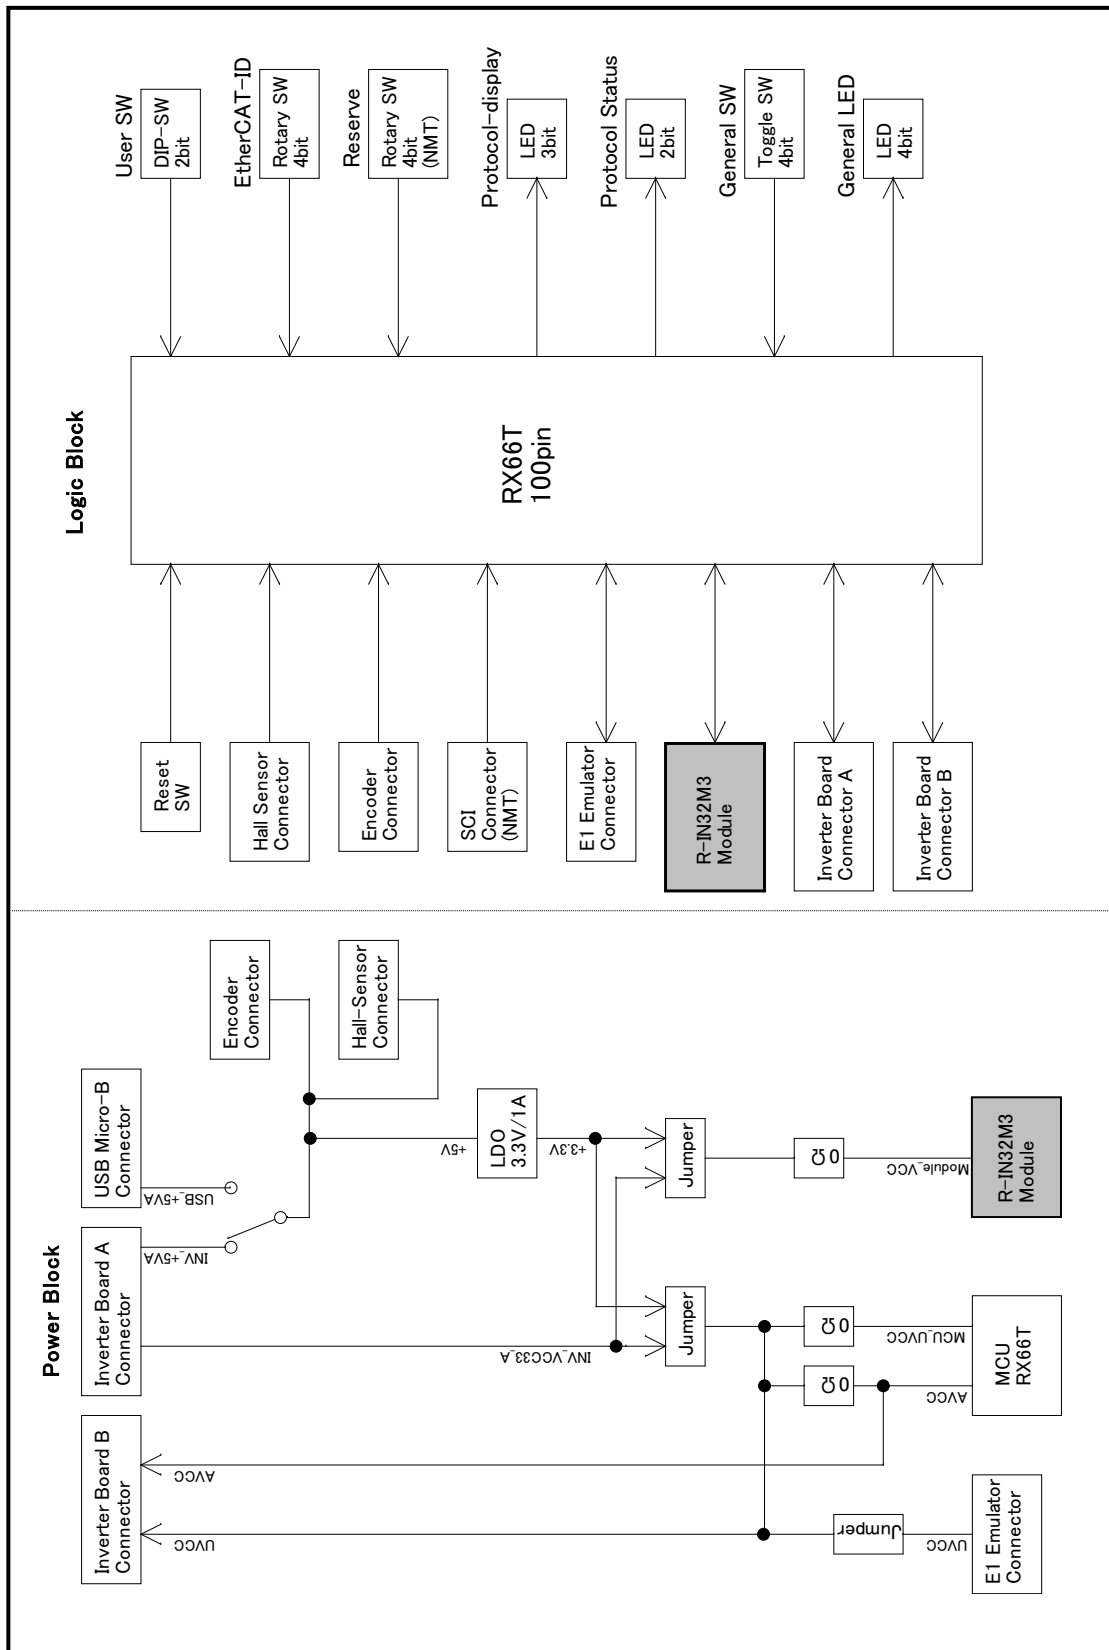 Power Block
Inverter Board B
Connector
Inverter Board A
Connector
USB Micro-B
Connector
Encoder
Connector
Hall-Sensor
Connector
UVCC
AVCC
INV_+5VA
USB_+5VA
INV_VCC33_A
+5V
LDO
3.3V/1A
+3.3V
Jumper
Jumper
Jumper
0Ω
0Ω
0Ω
UVCC
AVCC
MCU_UVCC
Module_VCC
E1 Emulator
Connector
MCU
RX66T
R-IN32M3
Module
Logic Block
Reset
SW
Hall Sensor
Connector
Encoder
Connector
SCI
Connector
(NMT)
E1 Emulator
Connector
R-IN32M3
Module
Inverter Board
Connector A
Inverter Board
Connector B
RX66T
100pin
User SW
DIP-SW
2bit
EtherCAT-ID
Rotary SW
4bit
Reserve
Rotary SW
4bit
(NMT)
Protocol-display
LED
3bit
Protocol Status
LED
2bit
General SW
Toggle SW
4bit
General LED
LED
4bit